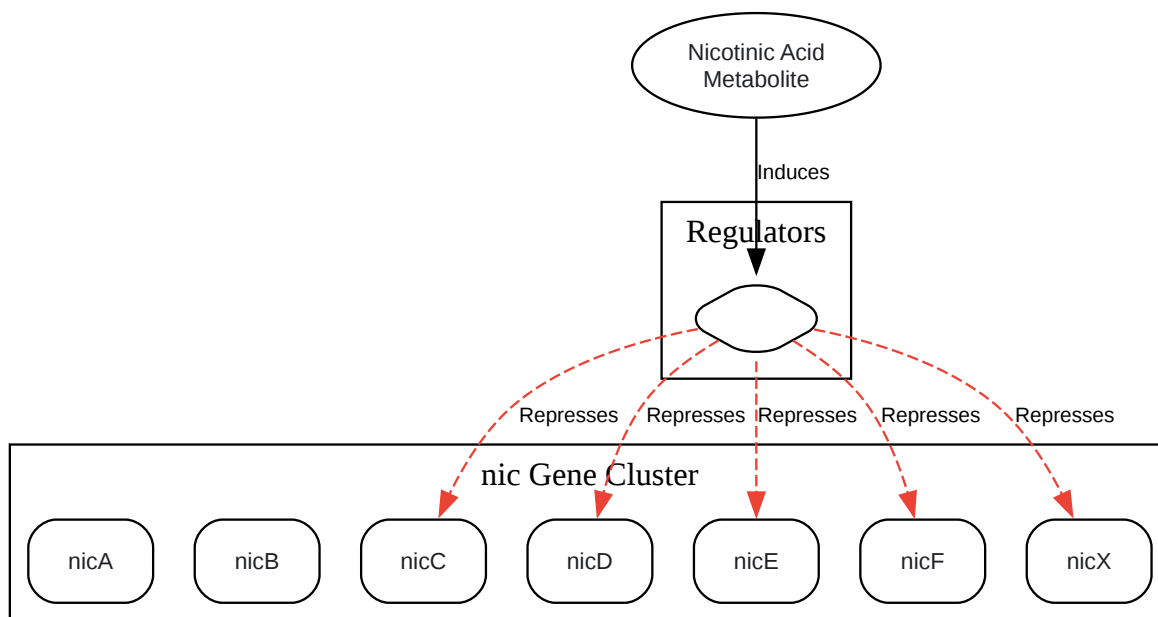 Nicotinic Acid
Metabolite
Induces
Regulators
Represses Represses Represses Represses Represses
nic Gene Cluster
nicA nicB nicC nicD nicE nicF nicX